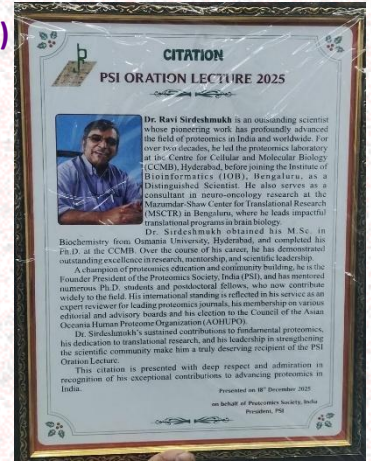 )
CITATION
PSI ORATION LECTURE 2025
Dr. Ravi Sirdeshmukh is an outstanding scientist
whose pioneering work has profoundly advanced
the field of proteomics in India and worldwide. For
over two decades, he led the proteomics laboratory
at the Centre for Cellular and Molecular Biology
(CCMB), Hyderabad, before joining the Institute of
Bioinformatics (IOB), Bengaluru, as a
Distinguished Scientist. He also serves as a
consultant in neuro-oncology research at the
Mazumdar-Shaw Center for Translational Research
(MSCTR) in Bengaluru, where he leads impactful
translational programs in brain biology.
Dr. Sirdeshmukh obtained his M.Sc. in
Biochemistry from Osmania University, Hyderabad, and completed his
Ph.D. at the CCMB. Over the course of his career, he has demonstrated
outstanding excellence in research, mentorship, and scientific leadership.
A champion of proteomics education and community building, he is the
Founder President of the Proteomics Society, India (PSI), and has mentored
numerous Ph.D. students and postdoctoral fellows, who now contribute
widely to the field. His international standing is reflected in his service as an
expert reviewer for leading proteomics journals, his membership on various
editorial and advisory boards and his election to the Council of the Asian
Oceania Human Proteome Organization (AOHUPO).
Dr. Sirdeshmukh's sustained contributions to fundamental proteomics,
his dedication to translational research, and his leadership in strengthening
the scientific community make him a truly deserving recipient of the PSI
Oration Lecture.
This citation is presented with deep respect and admiration in
recognition of his exceptional contributions to advancing proteomics in
India.
Presented on 18th December 2025
on behalf of Proteomics Society, India
President, PSI